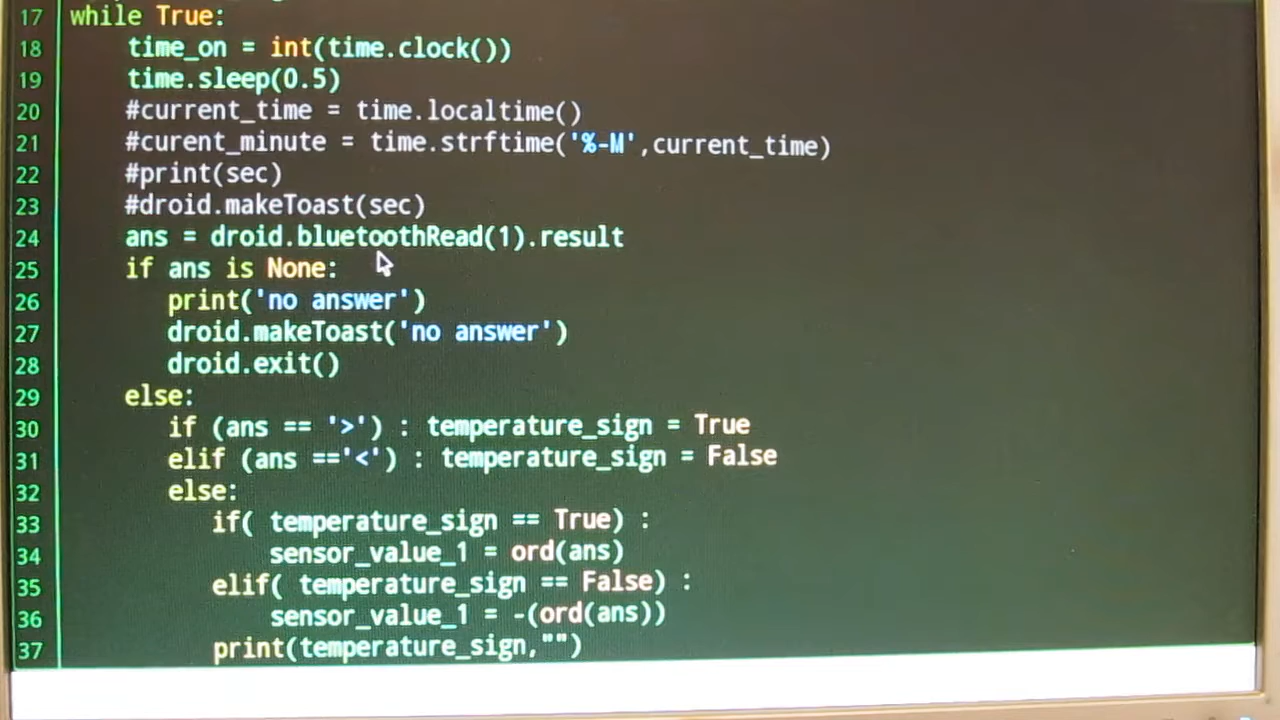 17 while True:
18 time_on = int(time.clock())
19 time.sleep(0.5)
20 #current_time = time.localtime()
21 #curent_minute = time.strftime('%-M',current_time)
22 #print(sec)
23 #droid.makeToast(sec)
24 ans = droid.bluetoothRead(1).result
25 if ans is None:
26 print('no answer')
27 droid.makeToast('no answer')
28 droid.exit()
29 else:
30 if (ans == '>') : temperature_sign = True
31 elif (ans =='<') : temperature_sign = False
32 else:
33 if( temperature_sign == True) :
34 sensor_value_1 = ord(ans)
35 elif( temperature_sign == False) :
36 sensor_value_1 = -(ord(ans))
37 print(temperature_sign,"")